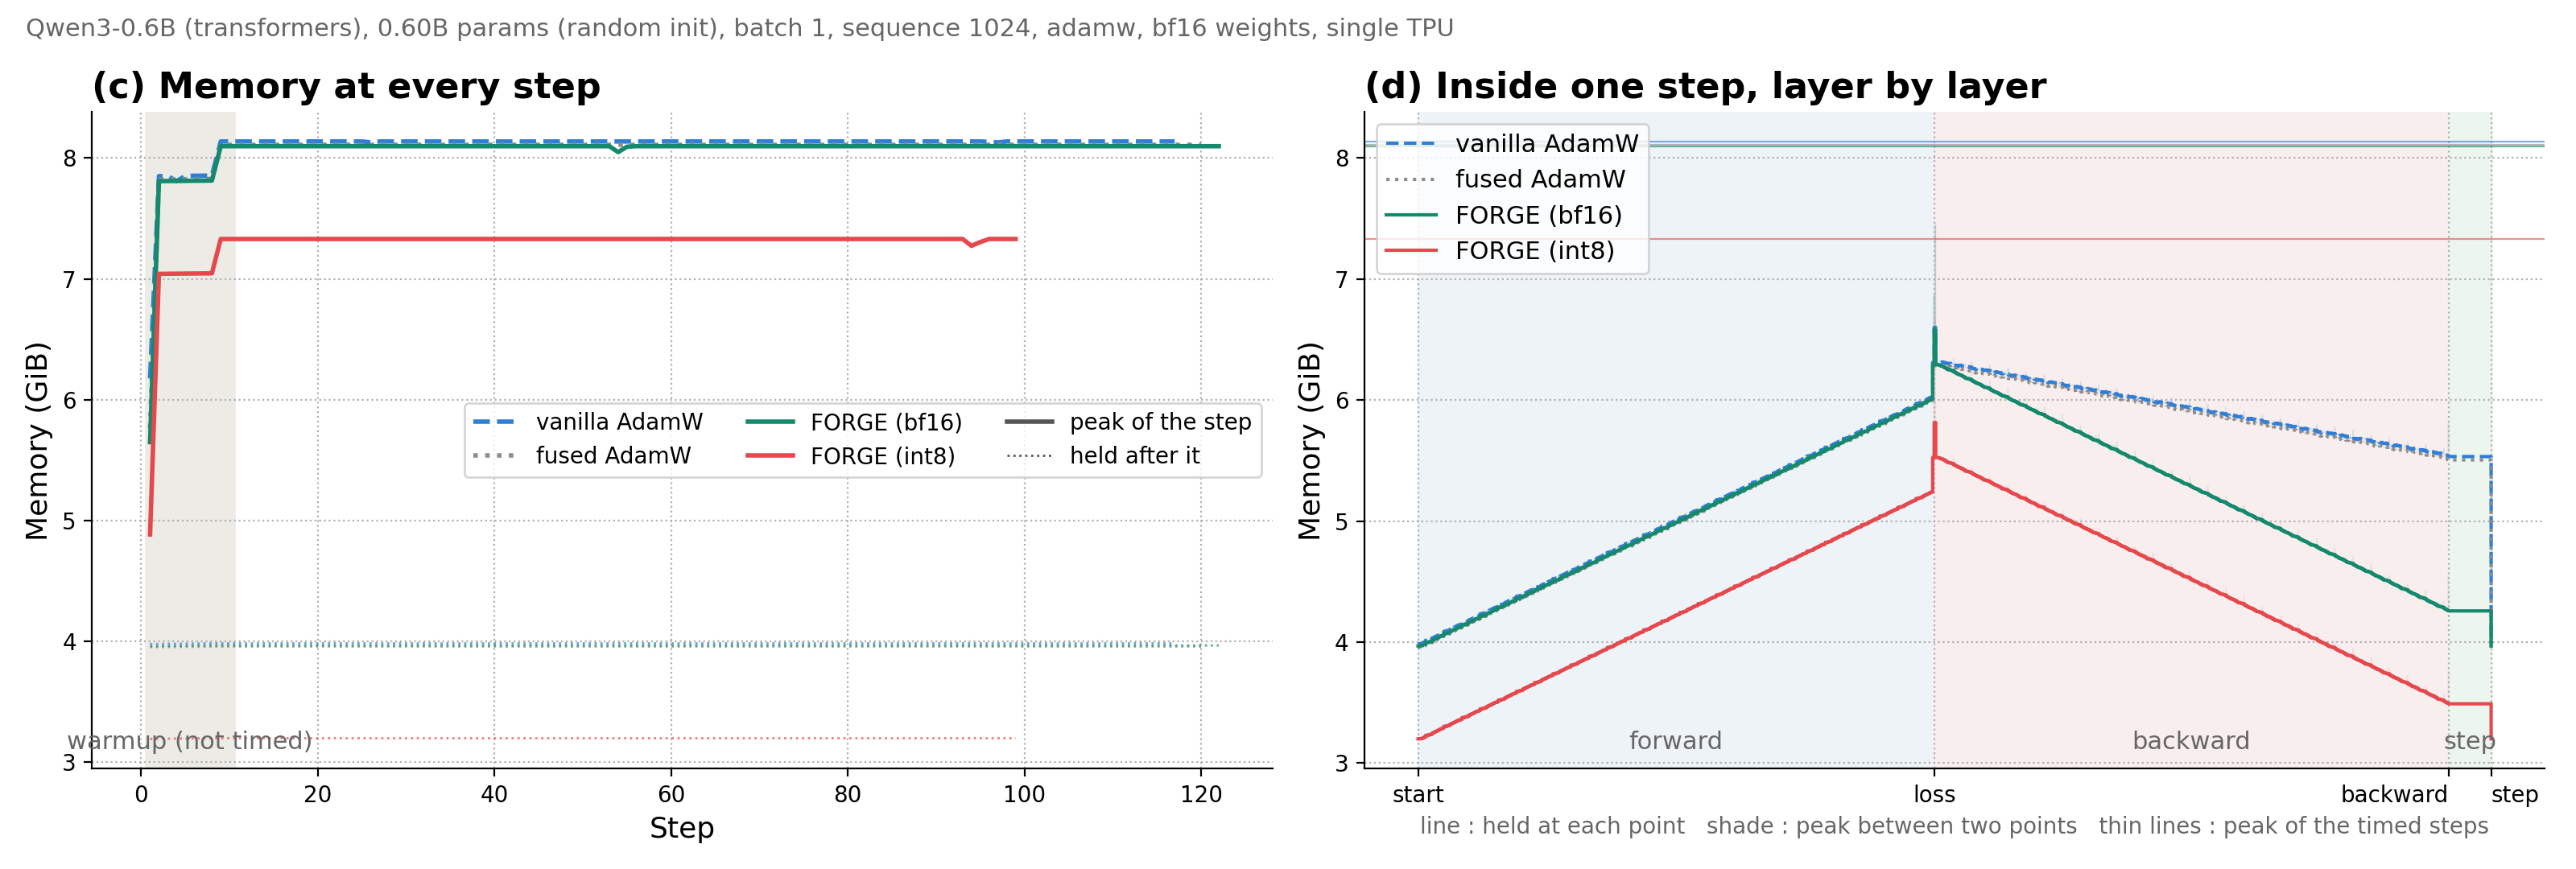 Qwen3-0.6B (transformers), 0.60B params (random init), batch 1, sequence 1024, adamw, bf16 weights, single TPU
(c) Memory at every step
Memory (GiB)
8
7
6
5
4
3
vanilla AdamW
fused AdamW
FORGE (bf16)
FORGE (int8)
peak of the step
held after it
warmup (not timed)
0 20 40 60 80 100 120
Step
(d) Inside one step, layer by layer
Memory (GiB)
8
7
6
5
4
3
vanilla AdamW
fused AdamW
FORGE (bf16)
FORGE (int8)
forward backward step
start loss backward step
line : held at each point shade : peak between two points thin lines : peak of the timed steps